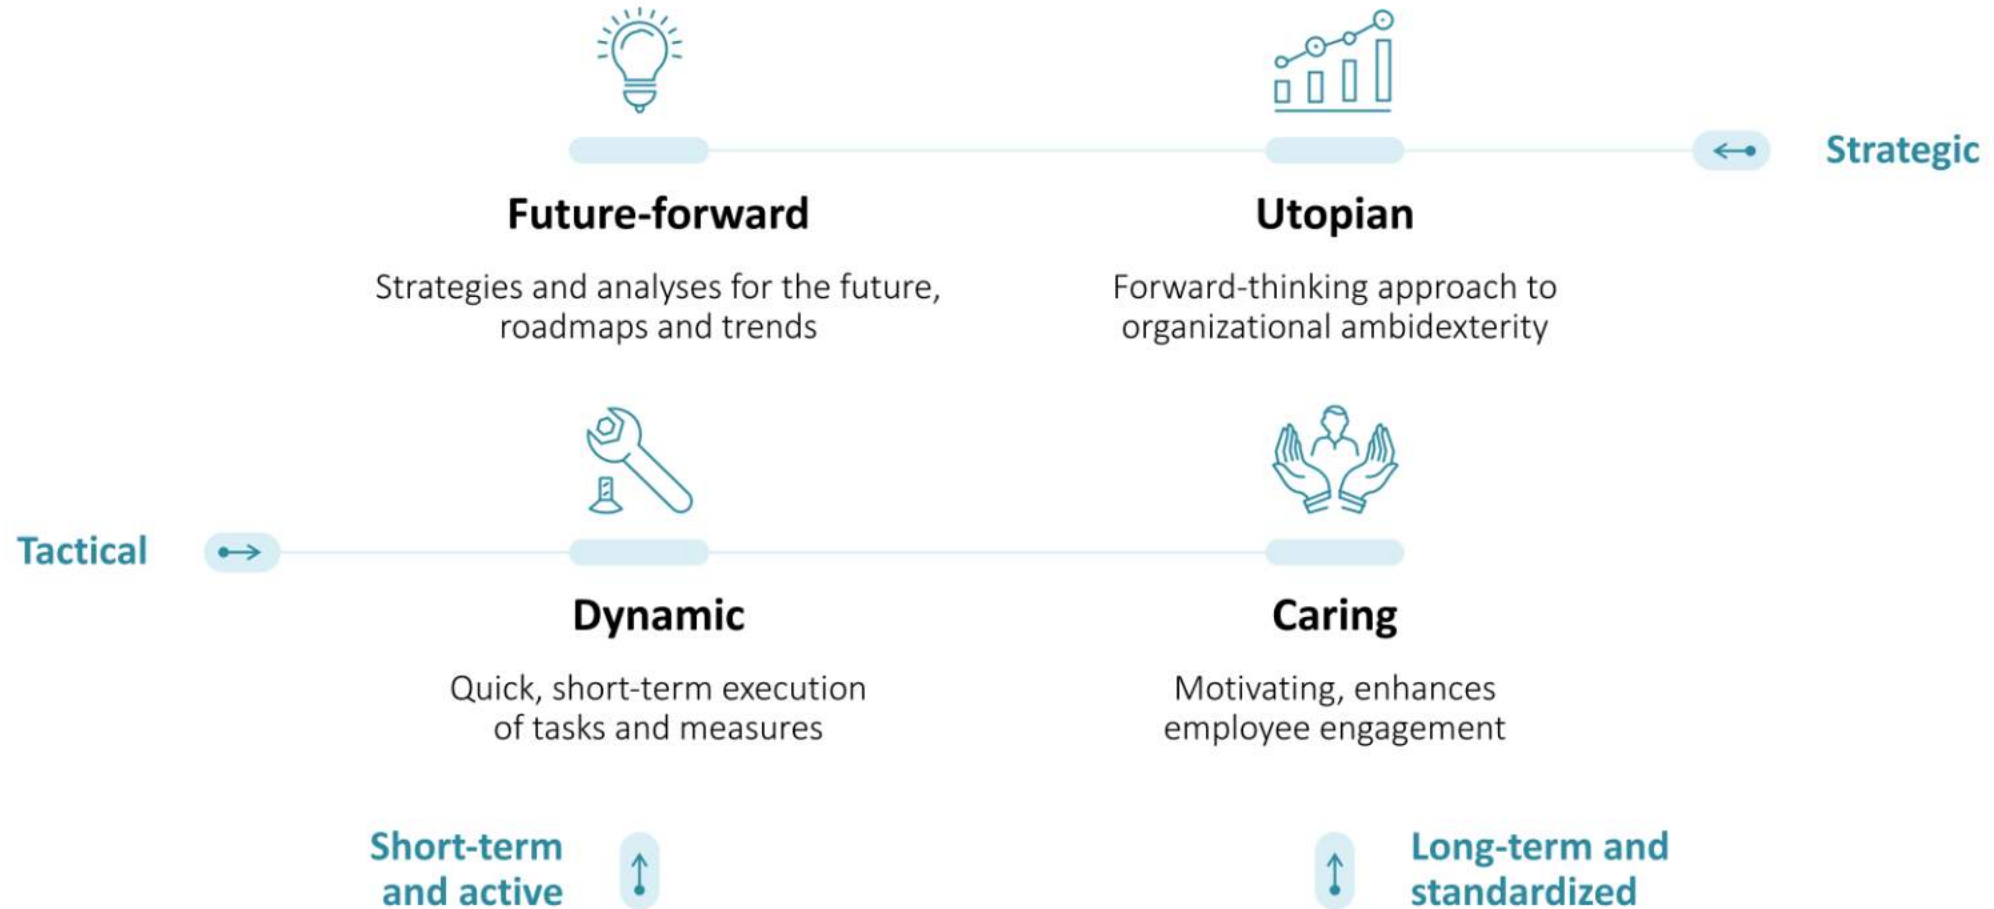 Strategic
Future-forward
Utopian
Strategies and analyses for the future,
roadmaps and trends
Forward-thinking approach to
organizational ambidexterity
Tactical
Dynamic
Caring
Quick, short-term execution
of tasks and measures
Motivating, enhances
employee engagement
Short-term
and active
Long-term and
standardized